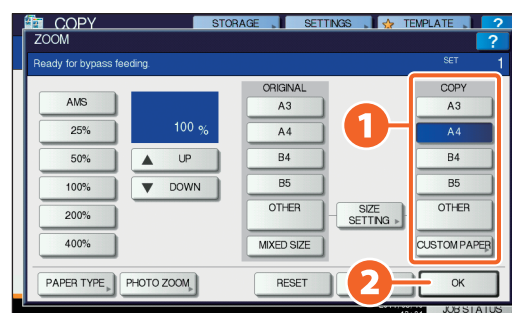 COPY STORAGE SETTINGS TEMPLATE ?
ZOOM ?
Ready for bypass feeding. SET 1
ORIGINAL COPY
AMS A3 A3
25% 100 % A4 1 A4
50% UP B4 B4
100% DOWN B5 B5
200% OTHER SIZE SETTING OTHER
400% MIXED SIZE CUSTOM PAPER
PAPER TYPE PHOTO ZOOM RESET 2 OK
JOB STATUS